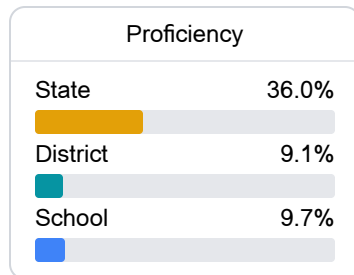 Proficiency
State 36.0%
District 9.1%
School 9.7%